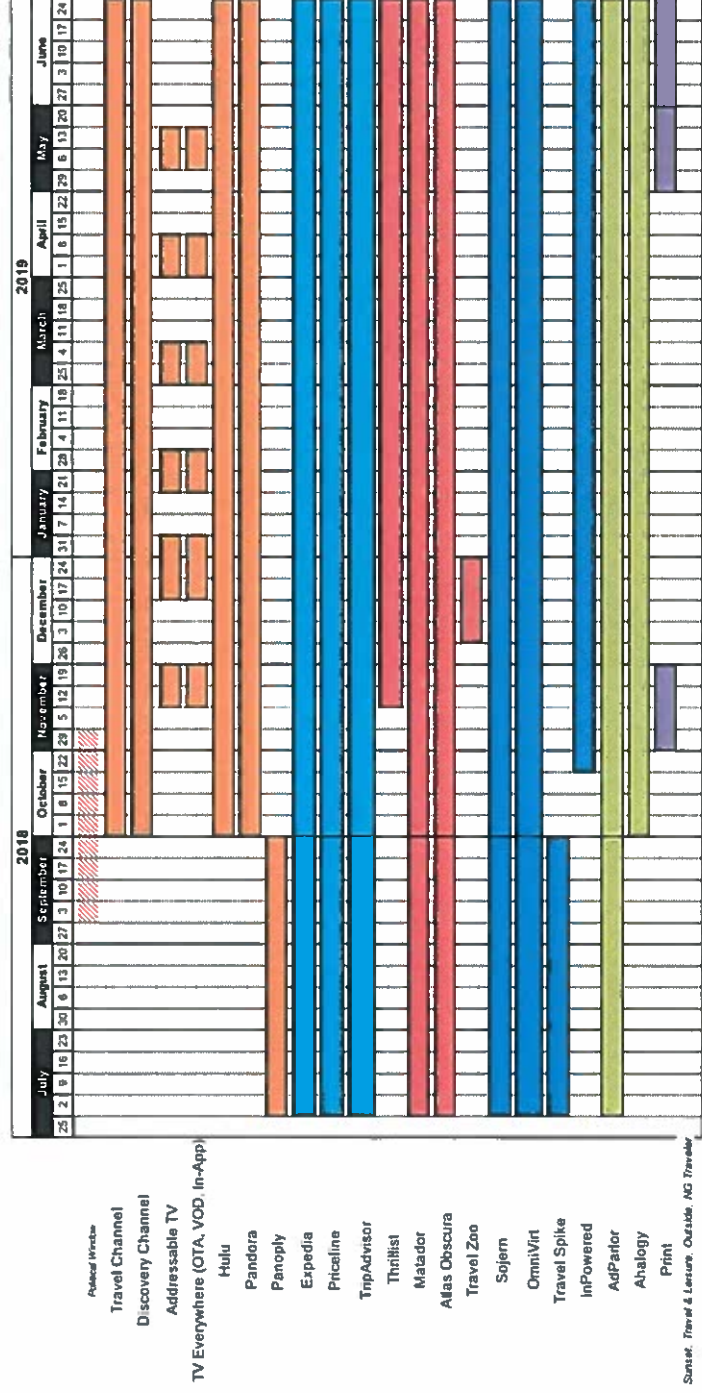 2018 2019
July August September October November December January February March April May June
25 2 9 16 23 30 6 13 20 27 3 10 17 24 1 8 15 22 29 5 12 19 26 3 10 17 24 31 7 14 21 28 4 11 18 25 4 11 18 25 1 8 15 22 29 6 13 20 27 3 10 17 24
Political Window
Travel Channel
Discovery Channel
Addressable TV
TV Everywhere (OTA, VOD, In-App)
Hulu
Pandora
Panoply
Expedia
Priceline
TripAdvisor
Thrillist
Matador
Atlas Obscura
Travel Zoo
Sojern
OmniVirt
Travel Spike
InPowered
AdParlor
Ahalogy
Print
Sunset, Travel & Leisure, Outside, NG Traveler